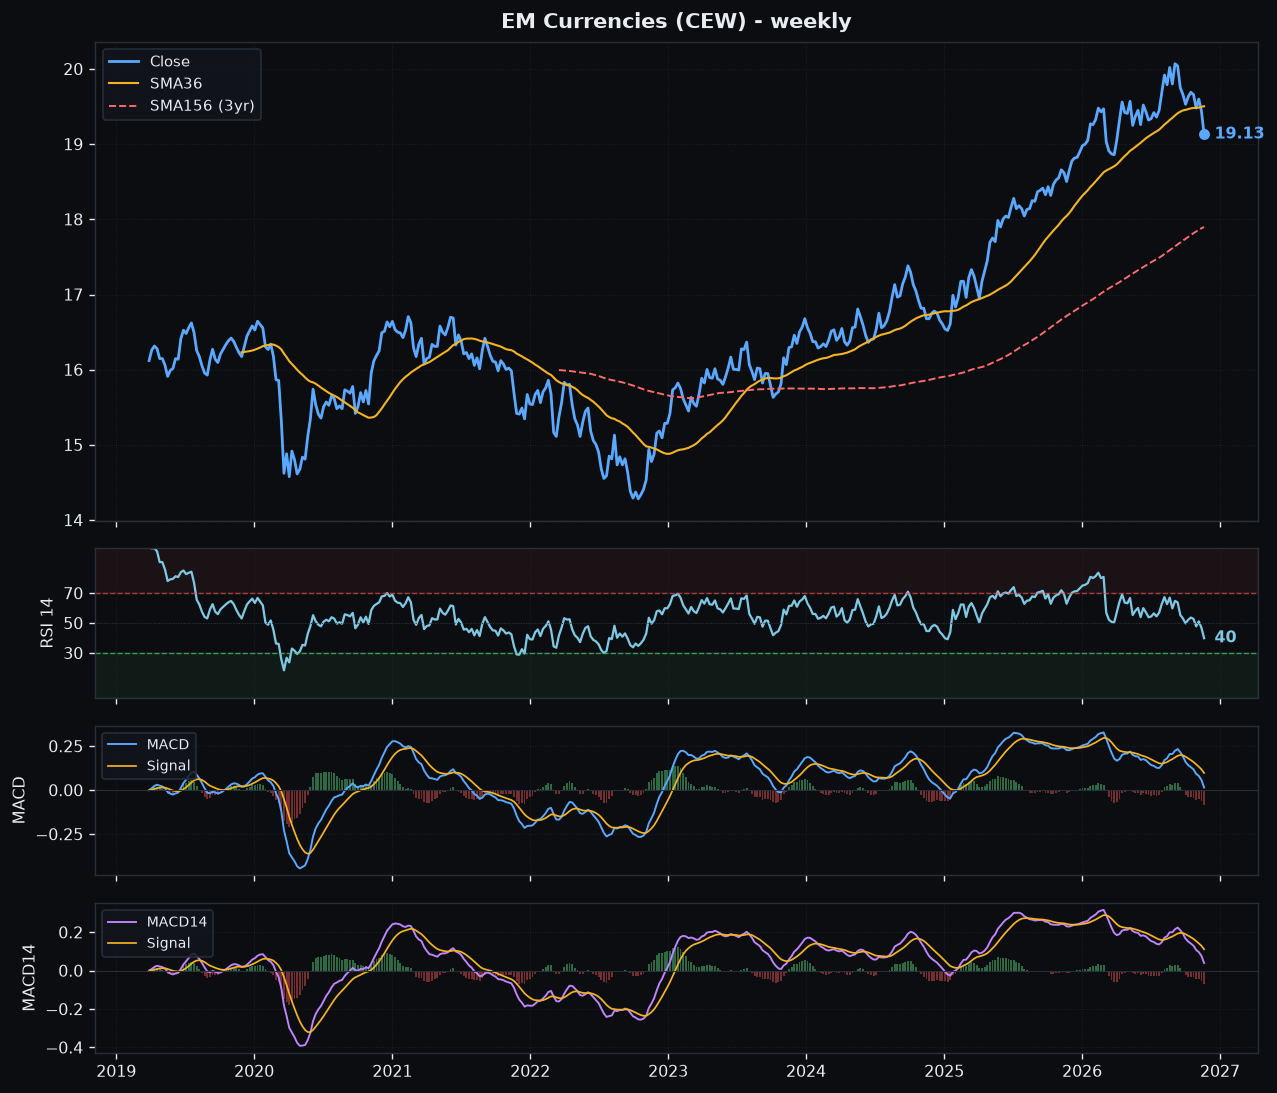 EM Currencies (CEW) - weekly
Close
SMA36
SMA156 (3yr)
20
19
18
17
16
15
14
19.13
RSI 14
70
50
30
40
MACD
MACD
Signal
0.25
0.00
−0.25
MACD14
MACD14
Signal
0.2
0.0
−0.2
−0.4
2019 2020 2021 2022 2023 2024 2025 2026 2027